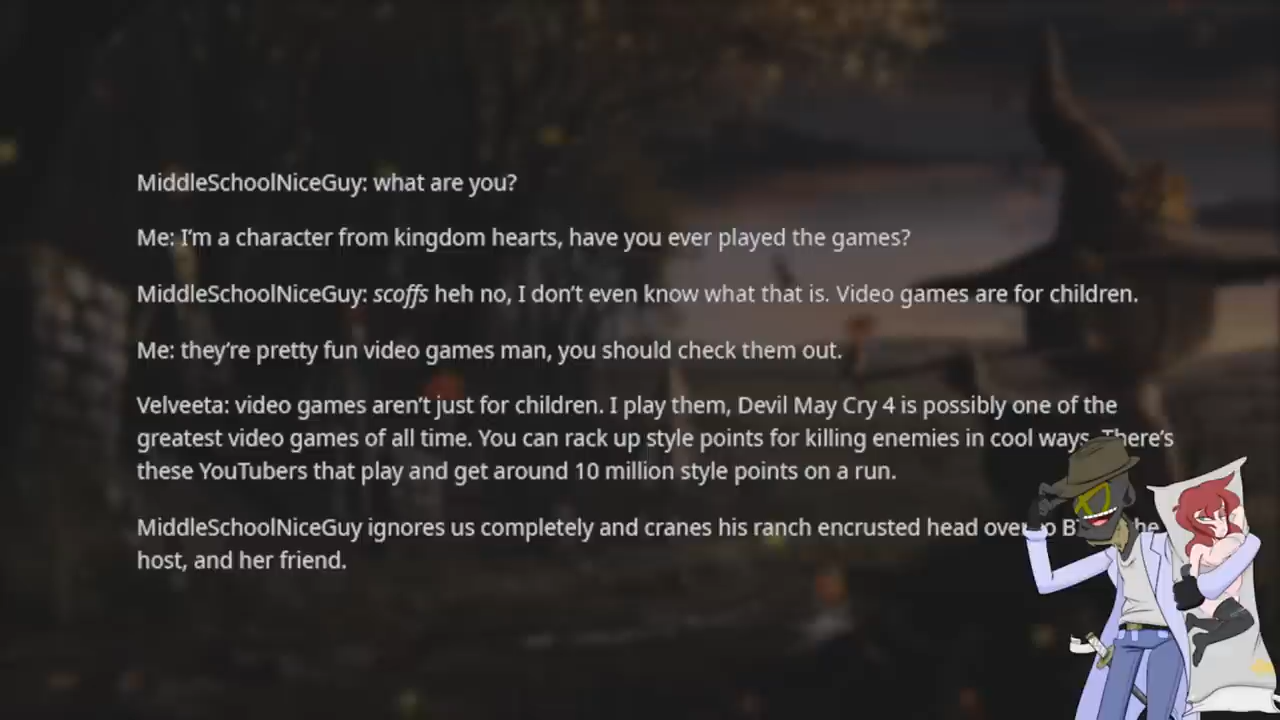 MiddleSchoolNiceGuy: what are you?
Me: I'm a character from kingdom hearts, have you ever played the games?
MiddleSchoolNiceGuy: scoffs heh no, I don't even know what that is. Video games are for children.
Me: they're pretty fun video games man, you should check them out.
Velveeta: video games aren't just for children. I play them, Devil May Cry 4 is possibly one of the
greatest video games of all time. You can rack up style points for killing enemies in cool ways. There's
these YouTubers that play and get around 10 million style points on a run.
MiddleSchoolNiceGuy ignores us completely and cranes his ranch encrusted head over
host, and her friend.